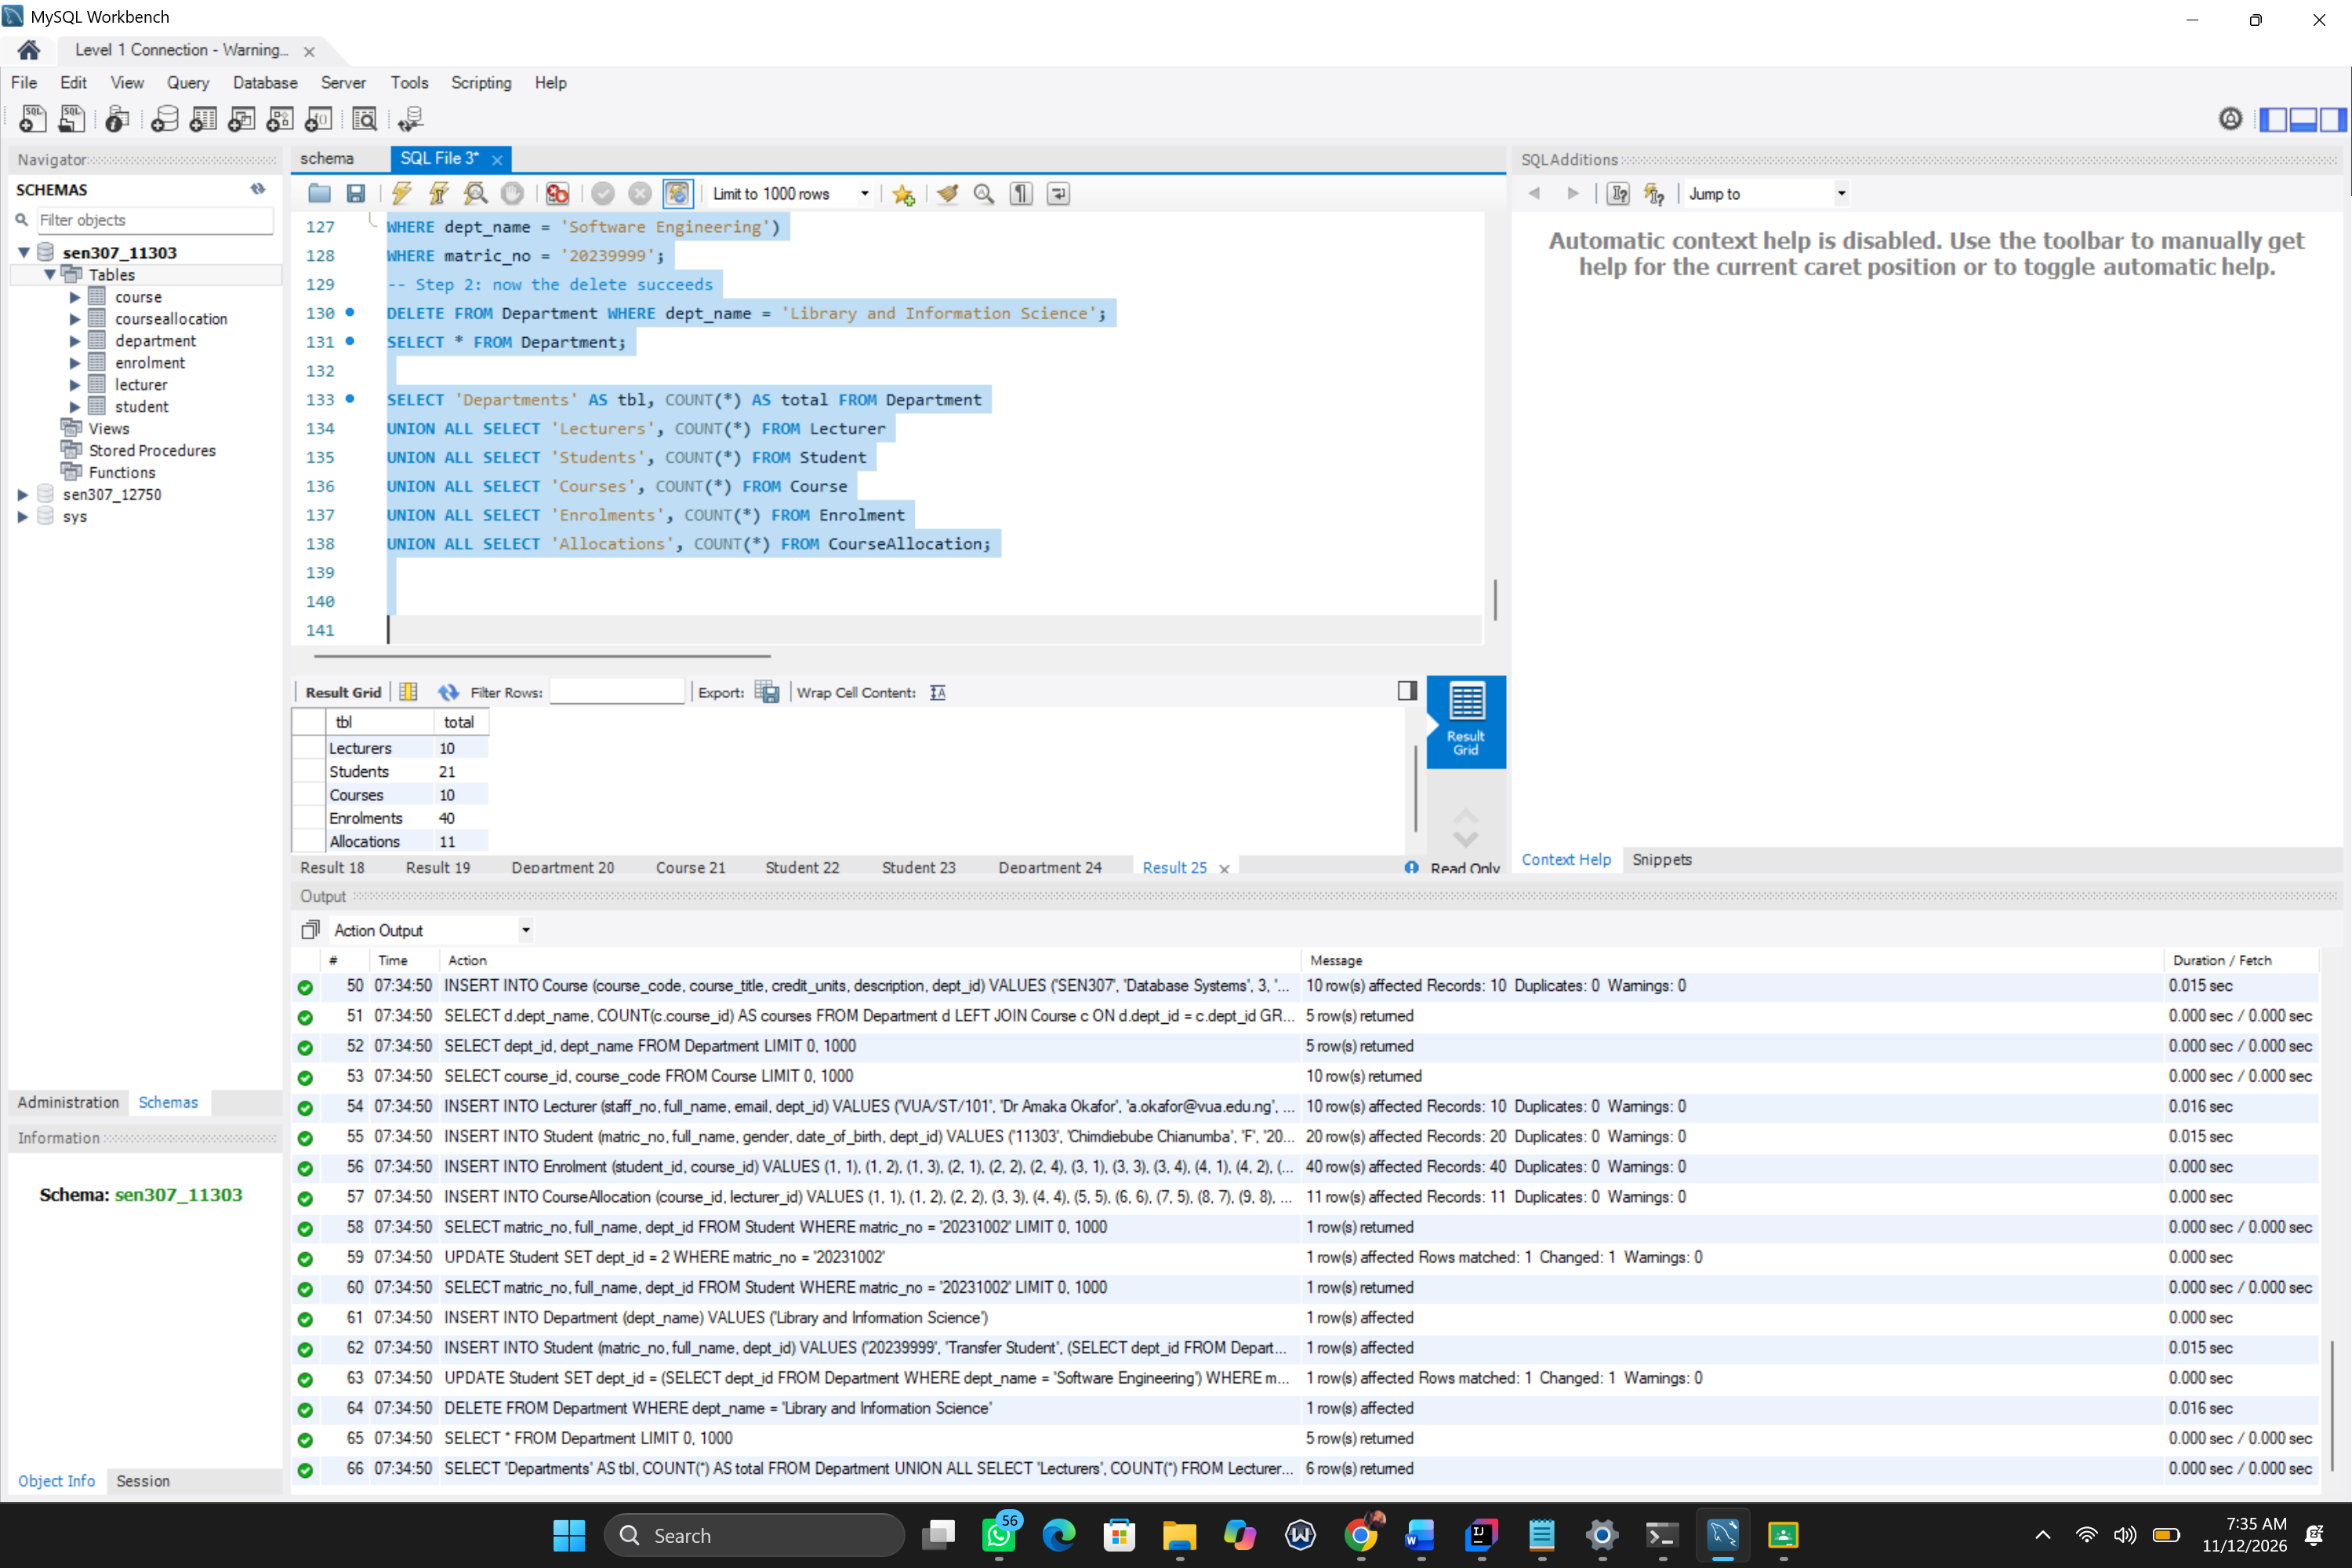 MySQL Workbench
Level 1 Connection - Warning...
File Edit View Query Database Server Tools Scripting Help
Navigator
SCHEMAS
Filter objects
sen307_11303
Tables
course
courseallocation
department
enrolment
lecturer
student
Views
Stored Procedures
Functions
sen307_12750
sys
Administration Schemas
Information
Schema: sen307_11303
Object Info Session
schema SQL File 3*
Limit to 1000 rows
127 WHERE dept_name = 'Software Engineering')
128 WHERE matric_no = '20239999';
129 -- Step 2: now the delete succeeds
130 DELETE FROM Department WHERE dept_name = 'Library and Information Science';
131 SELECT * FROM Department;
132
133 SELECT 'Departments' AS tbl, COUNT(*) AS total FROM Department
134 UNION ALL SELECT 'Lecturers', COUNT(*) FROM Lecturer
135 UNION ALL SELECT 'Students', COUNT(*) FROM Student
136 UNION ALL SELECT 'Courses', COUNT(*) FROM Course
137 UNION ALL SELECT 'Enrolments', COUNT(*) FROM Enrolment
138 UNION ALL SELECT 'Allocations', COUNT(*) FROM CourseAllocation;
139
140
141
Result Grid Filter Rows: Export: Wrap Cell Content:
tbl total
Lecturers 10
Students 21
Courses 10
Enrolments 40
Allocations 11
Result Grid
Result 18 Result 19 Department 20 Course 21 Student 22 Student 23 Department 24 Result 25 Read Only
SQLAdditions
Jump to
Automatic context help is disabled. Use the toolbar to manually get
help for the current caret position or to toggle automatic help.
Context Help Snippets
Output
Action Output
# Time Action Message Duration / Fetch
50 07:34:50 INSERT INTO Course (course_code, course_title, credit_units, description, dept_id) VALUES ('SEN307', 'Database Systems', 3, '... 10 row(s) affected Records: 10 Duplicates: 0 Warnings: 0 0.015 sec
51 07:34:50 SELECT d.dept_name, COUNT(c.course_id) AS courses FROM Department d LEFT JOIN Course c ON d.dept_id = c.dept_id GR... 5 row(s) returned 0.000 sec / 0.000 sec
52 07:34:50 SELECT dept_id, dept_name FROM Department LIMIT 0, 1000 5 row(s) returned 0.000 sec / 0.000 sec
53 07:34:50 SELECT course_id, course_code FROM Course LIMIT 0, 1000 10 row(s) returned 0.000 sec / 0.000 sec
54 07:34:50 INSERT INTO Lecturer (staff_no, full_name, email, dept_id) VALUES ('VUA/ST/101', 'Dr Amaka Okafor', 'a.okafor@vua.edu.ng', ... 10 row(s) affected Records: 10 Duplicates: 0 Warnings: 0 0.016 sec
55 07:34:50 INSERT INTO Student (matric_no, full_name, gender, date_of_birth, dept_id) VALUES ('11303', 'Chimdiebube Chianumba', 'F', '20... 20 row(s) affected Records: 20 Duplicates: 0 Warnings: 0 0.015 sec
56 07:34:50 INSERT INTO Enrolment (student_id, course_id) VALUES (1, 1), (1, 2), (1, 3), (2, 1), (2, 2), (2, 4), (3, 1), (3, 3), (3, 4), (4, 1), (4, 2), (... 40 row(s) affected Records: 40 Duplicates: 0 Warnings: 0 0.000 sec
57 07:34:50 INSERT INTO CourseAllocation (course_id, lecturer_id) VALUES (1, 1), (1, 2), (2, 2), (3, 3), (4, 4), (5, 5), (6, 6), (7, 5), (8, 7), (9, 8), ... 11 row(s) affected Records: 11 Duplicates: 0 Warnings: 0 0.000 sec
58 07:34:50 SELECT matric_no, full_name, dept_id FROM Student WHERE matric_no = '20231002' LIMIT 0, 1000 1 row(s) returned 0.000 sec / 0.000 sec
59 07:34:50 UPDATE Student SET dept_id = 2 WHERE matric_no = '20231002' 1 row(s) affected Rows matched: 1 Changed: 1 Warnings: 0 0.000 sec
60 07:34:50 SELECT matric_no, full_name, dept_id FROM Student WHERE matric_no = '20231002' LIMIT 0, 1000 1 row(s) returned 0.000 sec / 0.000 sec
61 07:34:50 INSERT INTO Department (dept_name) VALUES ('Library and Information Science') 1 row(s) affected 0.000 sec
62 07:34:50 INSERT INTO Student (matric_no, full_name, dept_id) VALUES ('20239999', 'Transfer Student', (SELECT dept_id FROM Depart... 1 row(s) affected 0.015 sec
63 07:34:50 UPDATE Student SET dept_id = (SELECT dept_id FROM Department WHERE dept_name = 'Software Engineering') WHERE m... 1 row(s) affected Rows matched: 1 Changed: 1 Warnings: 0 0.000 sec
64 07:34:50 DELETE FROM Department WHERE dept_name = 'Library and Information Science' 1 row(s) affected 0.016 sec
65 07:34:50 SELECT * FROM Department LIMIT 0, 1000 5 row(s) returned 0.000 sec / 0.000 sec
66 07:34:50 SELECT 'Departments' AS tbl, COUNT(*) AS total FROM Department UNION ALL SELECT 'Lecturers', COUNT(*) FROM Lecturer... 6 row(s) returned 0.000 sec / 0.000 sec
Search
56
7:35 AM
11/12/2026